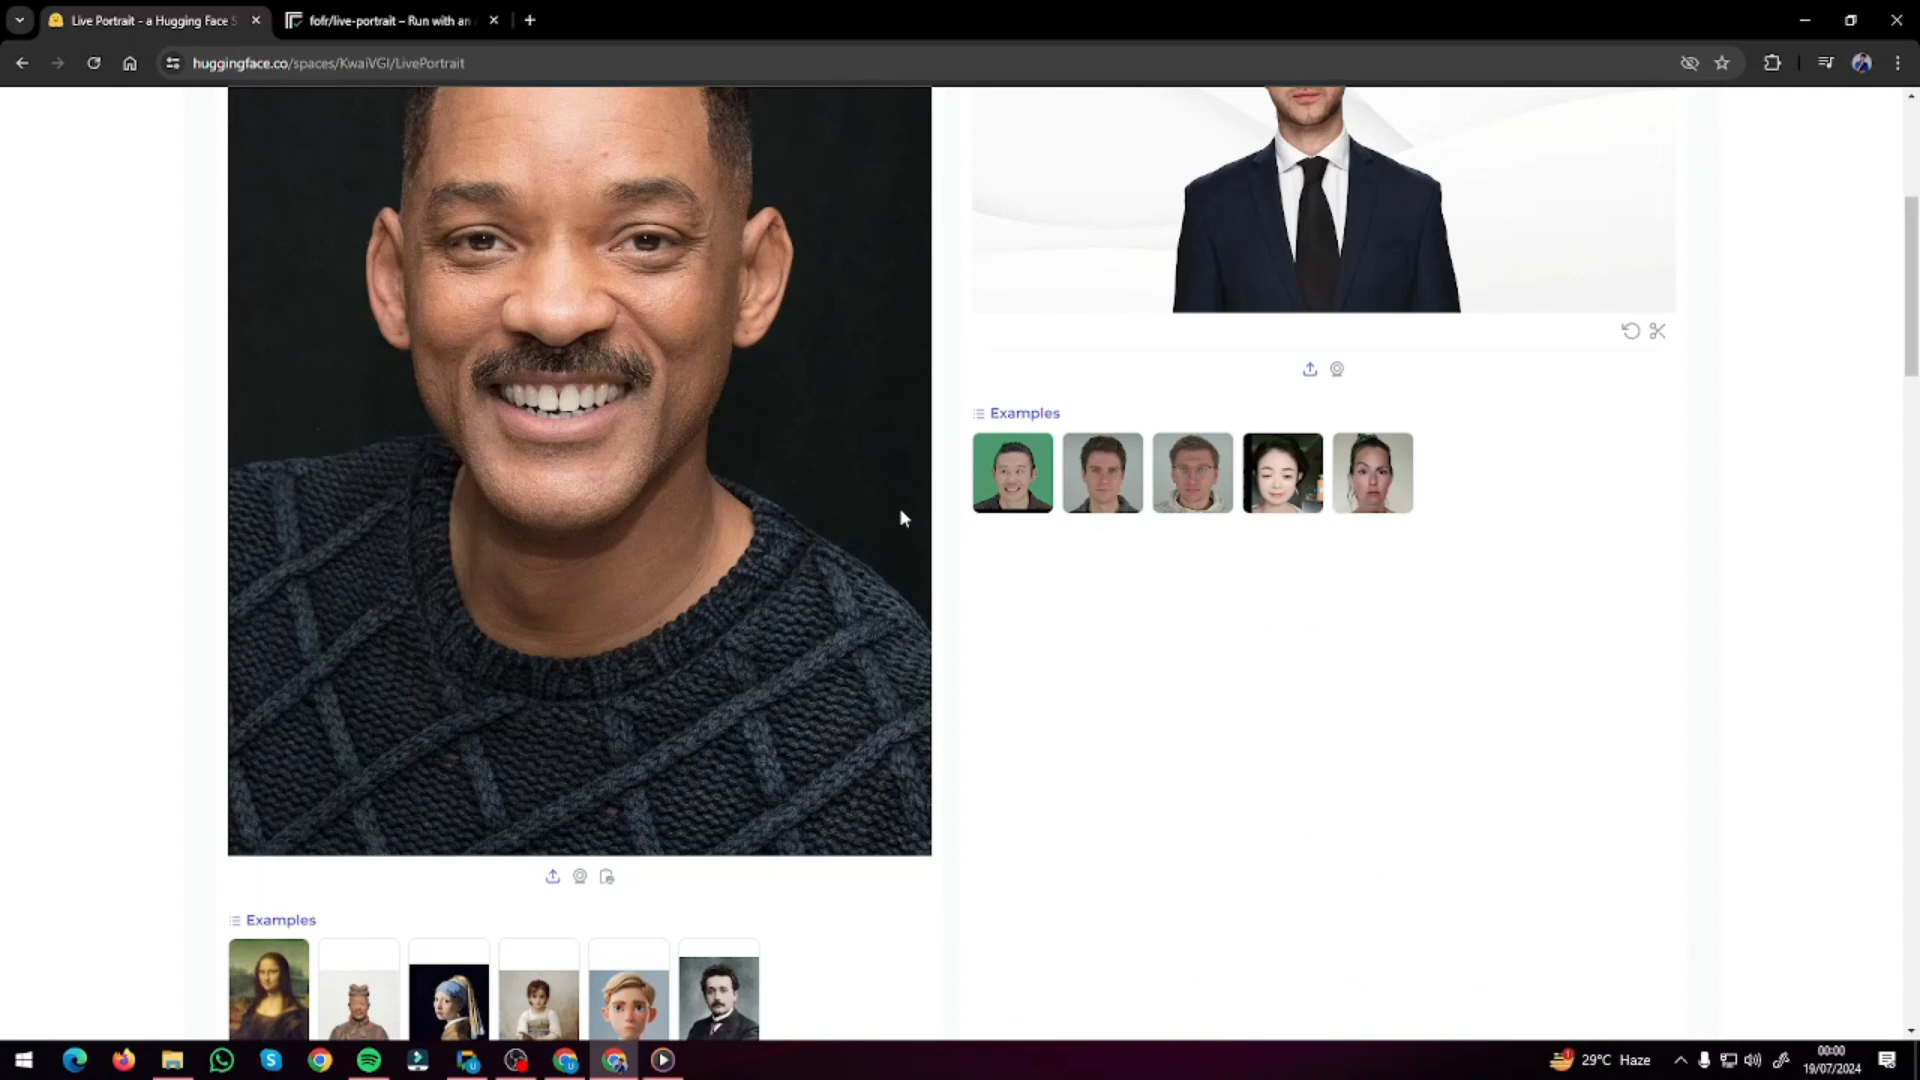 Live Portrait - a Hugging Face S
fofr/live-portrait – Run with an
huggingface.co/spaces/KwaiVGI/LivePortrait
Examples
Examples
29°C Haze
00:00
19/07/2024